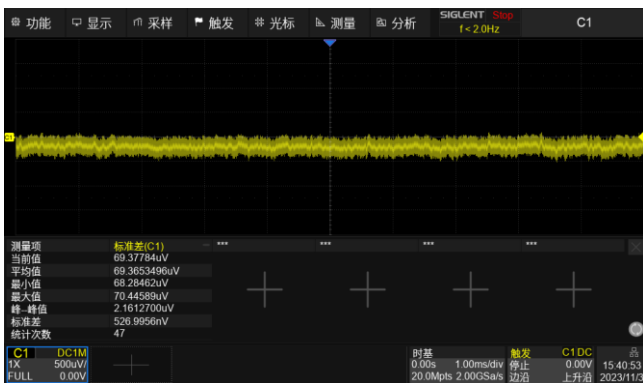 功能 显示 采样 触发 光标 测量 分析 SIGLENT Stop C1
f < 2.0Hz
C1
测量项 标准差(C1) *** *** *** ***
当前值 69.37784uV
平均值 69.3653496uV
最小值 68.28462uV
最大值 70.44589uV
峰-峰值 2.1612700uV
标准差 526.9956nV
统计次数 47
C1 DC1M 时基 触发 C1 DC
1X 500uV/ 0.00s 1.00ms/div 停止 0.00V 15:40:53
FULL 0.00V 20.0Mpts 2.00GSa/s 边沿 上升沿 2023/11/3